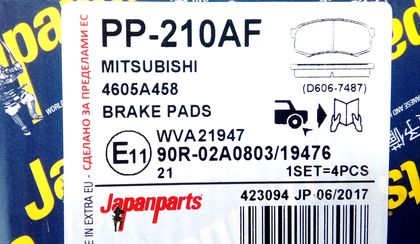 PP-210AF
MITSUBISHI
4605A458
BRAKE PADS
(D606-7487)
E11
WVA21947
90R-02A0803/19476
21
1SET=4PCS
Japanparts
423094 JP 06/2017
СДЕЛАНО ЗА ПРЕДЕЛАМИ ЕС
IN EXTRA EU -
Japanparts